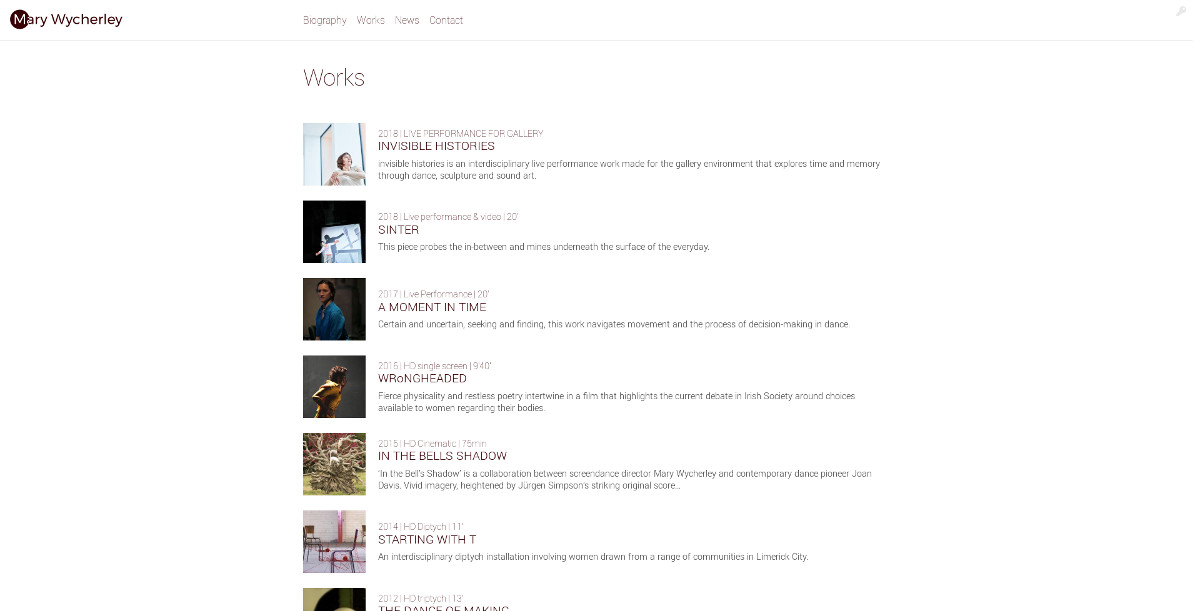 Mary Wycherley
Biography Works News Contact
Works
2018 | LIVE PERFORMANCE FOR GALLERY
INVISIBLE HISTORIES
invisible histories is an interdisciplinary live performance work made for the gallery environment that explores time and memory
through dance, sculpture and sound art.
2018 | Live performance & video | 20'
SINTER
This piece probes the in-between and mines underneath the surface of the everyday.
2017 | Live Performance | 20'
A MOMENT IN TIME
Certain and uncertain, seeking and finding, this work navigates movement and the process of decision-making in dance.
2016 | HD single screen | 9'40'
WRoNGHEADED
Fierce physicality and restless poetry intertwine in a film that highlights the current debate in Irish Society around choices
available to women regarding their bodies.
2015 | HD Cinematic | 75min
IN THE BELLS SHADOW
'In the Bell's Shadow' is a collaboration between screendance director Mary Wycherley and contemporary dance pioneer Joan
Davis. Vivid imagery, heightened by Jürgen Simpson's striking original score...
2014 | HD Diptych | 11'
STARTING WITH T
An interdisciplinary diptych installation involving women drawn from a range of communities in Limerick City.
2012 | HD triptych | 13'
THE DANCE OF MAKING